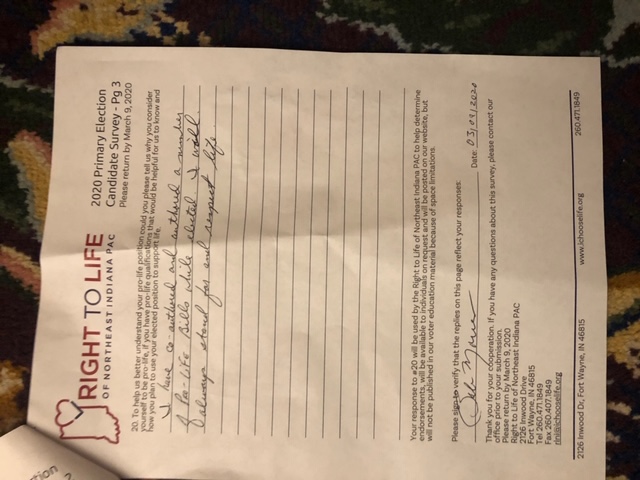 RIGHT TO LIFE
OF NORTHEAST INDIANA PAC
2020 Primary Election
Candidate Survey - Pg 3
Please return by March 9, 2020
20. To help us better understand your pro-life position could you please tell us why you consider
yourself to be pro-life, if you have pro-life qualifications that would be helpful for us to know and
how you plan to use your elected position to support life.
I have co authored and authored a number
of Pro-Life Bills while elected I will
always stand for and respect life
Your response to #20 will be used by the Right to Life of Northeast Indiana PAC to help determine
endorsements, will be available to individuals on request and will be posted on our website, but
will not be published in our voter education material because of space limitations.
Please sign to verify that the replies on this page reflect your responses:
Date: 03/09/2020
Thank you for your cooperation. If you have any questions about this survey, please contact our
office prior to your submission.
Please return by March 9, 2020
Right to Life of Northeast Indiana PAC
2126 Inwood Drive
Fort Wayne, IN 46815
Tel 260.471.1849
Fax 260.407.1849
rlni@ichooselife.org
2126 Inwood Dr, Fort Wayne, IN 46815
www.ichooselife.org
260.471.1849